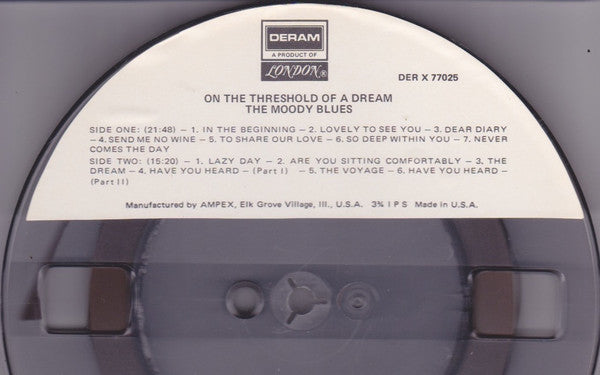 DERAM
A PRODUCT OF
LONDON®
DER X 77025
ON THE THRESHOLD OF A DREAM
THE MOODY BLUES
SIDE ONE: (21:48) – 1. IN THE BEGINNING – 2. LOVELY TO SEE YOU – 3. DEAR DIARY
– 4. SEND ME NO WINE – 5. TO SHARE OUR LOVE – 6. SO DEEP WITHIN YOU – 7. NEVER
COMES THE DAY
SIDE TWO: (15:20) – 1. LAZY DAY – 2. ARE YOU SITTING COMFORTABLY – 3. THE
DREAM – 4. HAVE YOU HEARD – (Part I) – 5. THE VOYAGE – 6. HAVE YOU HEARD –
(Part II)
Manufactured by AMPEX, Elk Grove Village, Ill., U.S.A. 3¾ I P S Made in U.S.A.